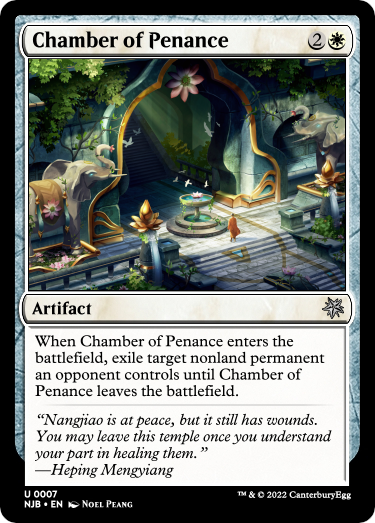 Chamber of Penance 2
Artifact
When Chamber of Penance enters the
battlefield, exile target nonland permanent
an opponent controls until Chamber of
Penance leaves the battlefield.
“Nangjiao is at peace, but it still has wounds.
You may leave this temple once you understand
your part in healing them.”
—Heping Mengyiang
U 0007
NJB • EN Noel Peang
™ & © 2022 CanterburyEgg